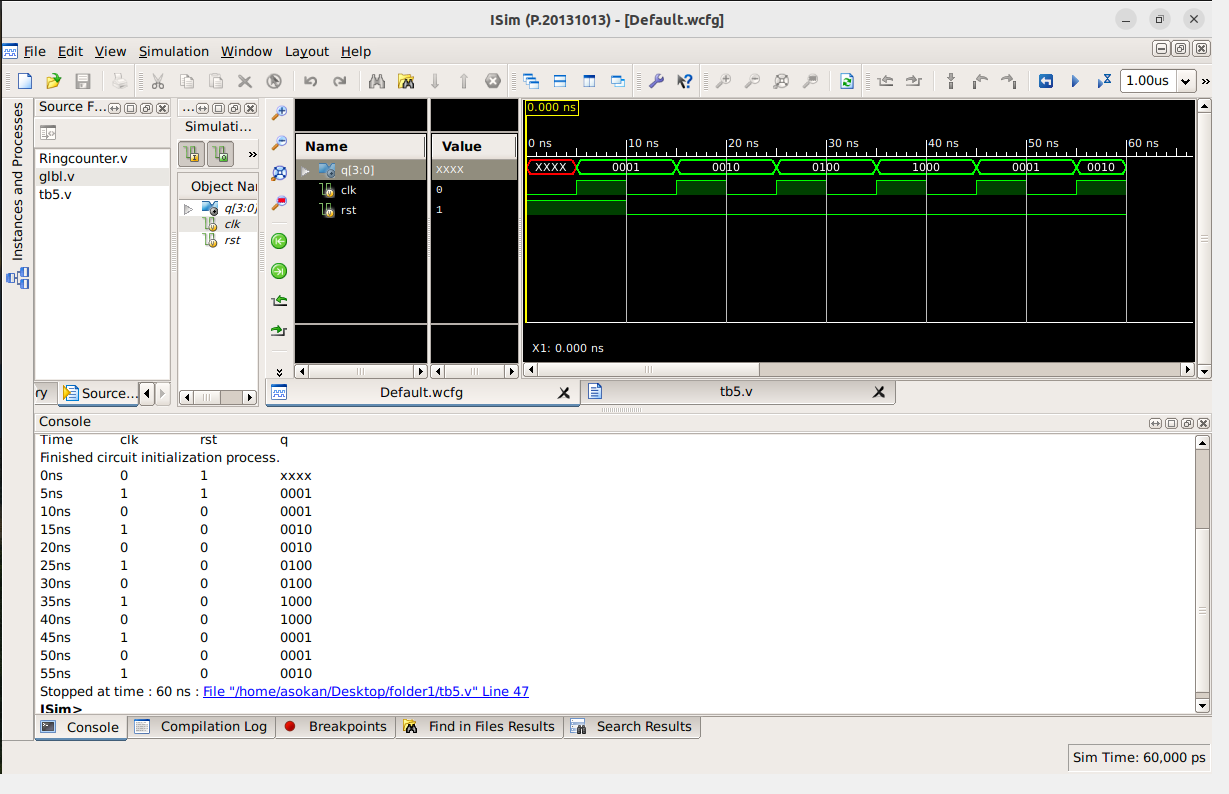 ISim (P.20131013) - [Default.wcfg]
File Edit View Simulation Window Layout Help
1.00us
»
Instances and Processes
Source F...
Ringcounter.v
glbl.v
tb5.v
ry
Source...
...
Simulati...
»
Object Nar
q[3:0]
clk
rst
Name Value
q[3:0] XXXX
clk 0
rst 1
0.000 ns
0 ns 10 ns 20 ns 30 ns 40 ns 50 ns 60 ns
XXXX 0001 0010 0100 1000 0001 0010
X1: 0.000 ns
Default.wcfg tb5.v
Console
Time clk rst q
Finished circuit initialization process.
0ns 0 1 xxxx
5ns 1 1 0001
10ns 0 0 0001
15ns 1 0 0010
20ns 0 0 0010
25ns 1 0 0100
30ns 0 0 0100
35ns 1 0 1000
40ns 0 0 1000
45ns 1 0 0001
50ns 0 0 0001
55ns 1 0 0010
Stopped at time : 60 ns : File "/home/asokan/Desktop/folder1/tb5.v" Line 47
ISim>
Console Compilation Log Breakpoints Find in Files Results Search Results
Sim Time: 60,000 ps